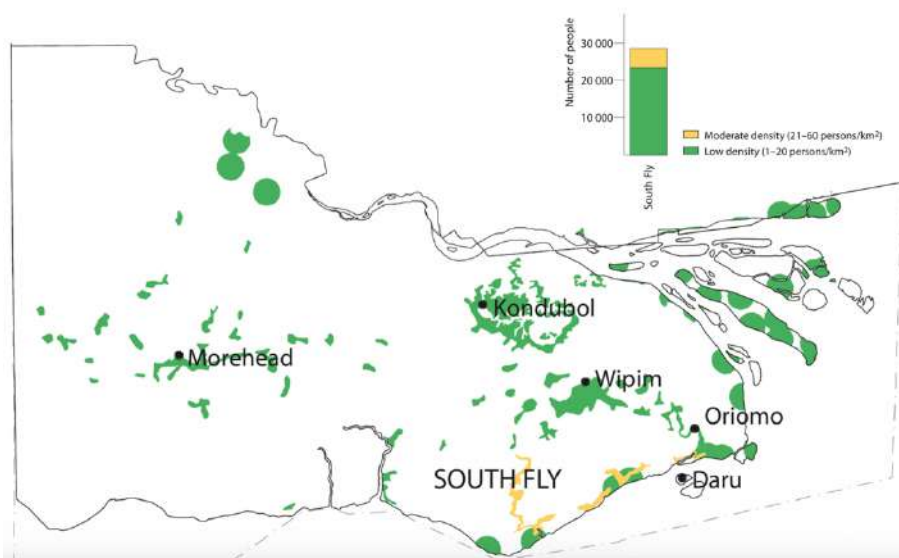 Number of people
30 000
20 000
10 000
South Fly
Moderate density (21–60 persons/km²)
Low density (1–20 persons/km²)
Kondubol
Morehead
Wipim
Oriomo
SOUTH FLY
Daru